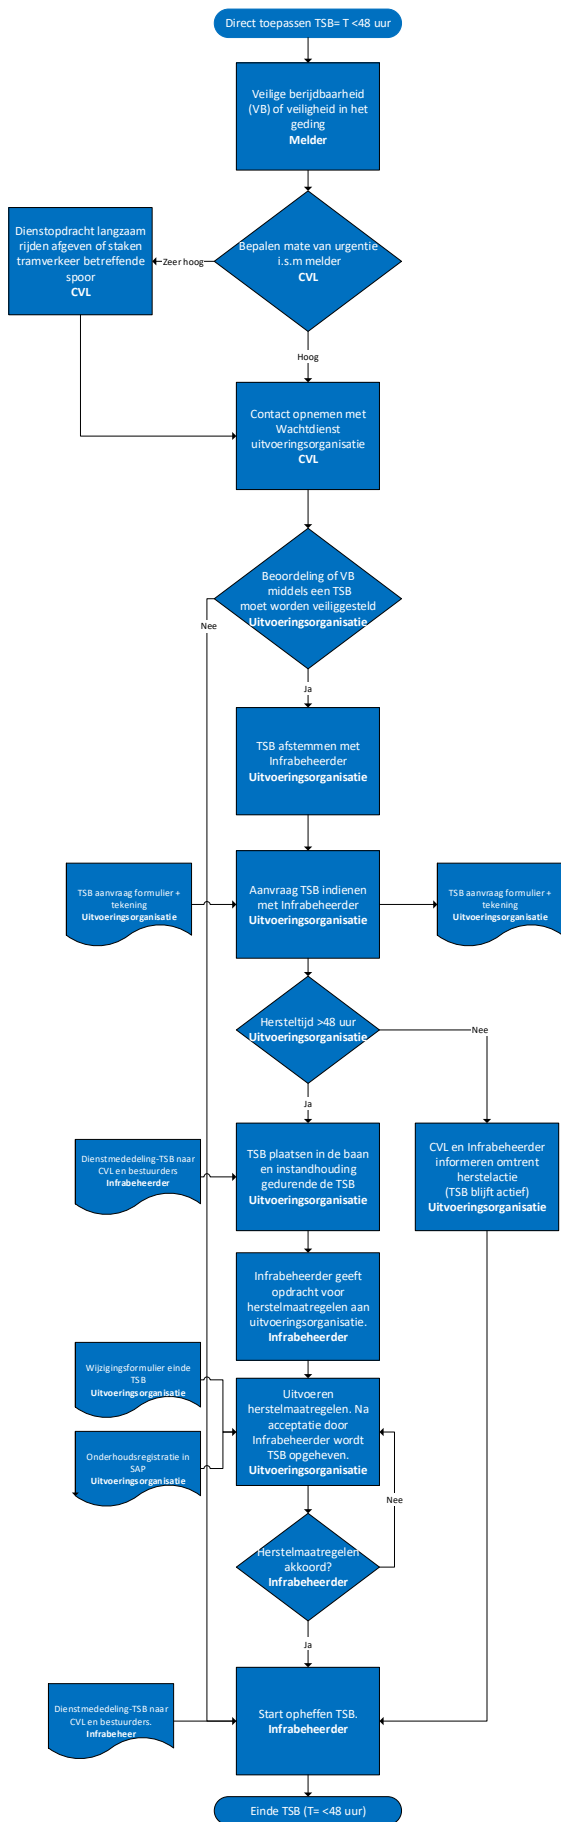 Direct toepassen TSB= T <48 uur
Veilige berijdbaarheid
(VB) of veiligheid in het
geding
Melder
Dienstopdracht langzaam
rijden afgeven of staken
tramverkeer betreffende
spoor
CVL
Zeer hoog
Bepalen mate van urgentie
i.s.m melder
CVL
Hoog
Contact opnemen met
Wachtdienst
uitvoeringsorganisatie
CVL
Beoordeling of VB
middels een TSB
moet worden veiliggesteld
Uitvoeringsorganisatie
Nee
Ja
TSB afstemmen met
Infrabeheerder
Uitvoeringsorganisatie
TSB aanvraag formulier +
tekening
Uitvoeringsorganisatie
Aanvraag TSB indienen
met Infrabeheerder
Uitvoeringsorganisatie
TSB aanvraag formulier +
tekening
Uitvoeringsorganisatie
Hersteltijd >48 uur
Uitvoeringsorganisatie
Nee
Ja
Dienstmededeling-TSB naar
CVL en bestuurders
Infrabeheerder
TSB plaatsen in de baan
en instandhouding
gedurende de TSB
Uitvoeringsorganisatie
CVL en Infrabeheerder
informeren omtrent
herstelactie
(TSB blijft actief)
Uitvoeringsorganisatie
Infrabeheerder geeft
opdracht voor
herstelmaatregelen aan
uitvoeringsorganisatie.
Infrabeheerder
Wijzigingsformulier einde
TSB
Uitvoeringsorganisatie
Uitvoeren
herstelmaatregelen. Na
acceptatie door
Infrabeheerder wordt
TSB opgeheven.
Uitvoeringsorganisatie
Onderhoudsregistratie in
SAP
Uitvoeringsorganisatie
Nee
Herstelmaatregelen
akkoord?
Infrabeheerder
Ja
Dienstmededeling-TSB naar
CVL en bestuurders.
Infrabeheer
Start opheffen TSB.
Infrabeheerder
Einde TSB (T= <48 uur)